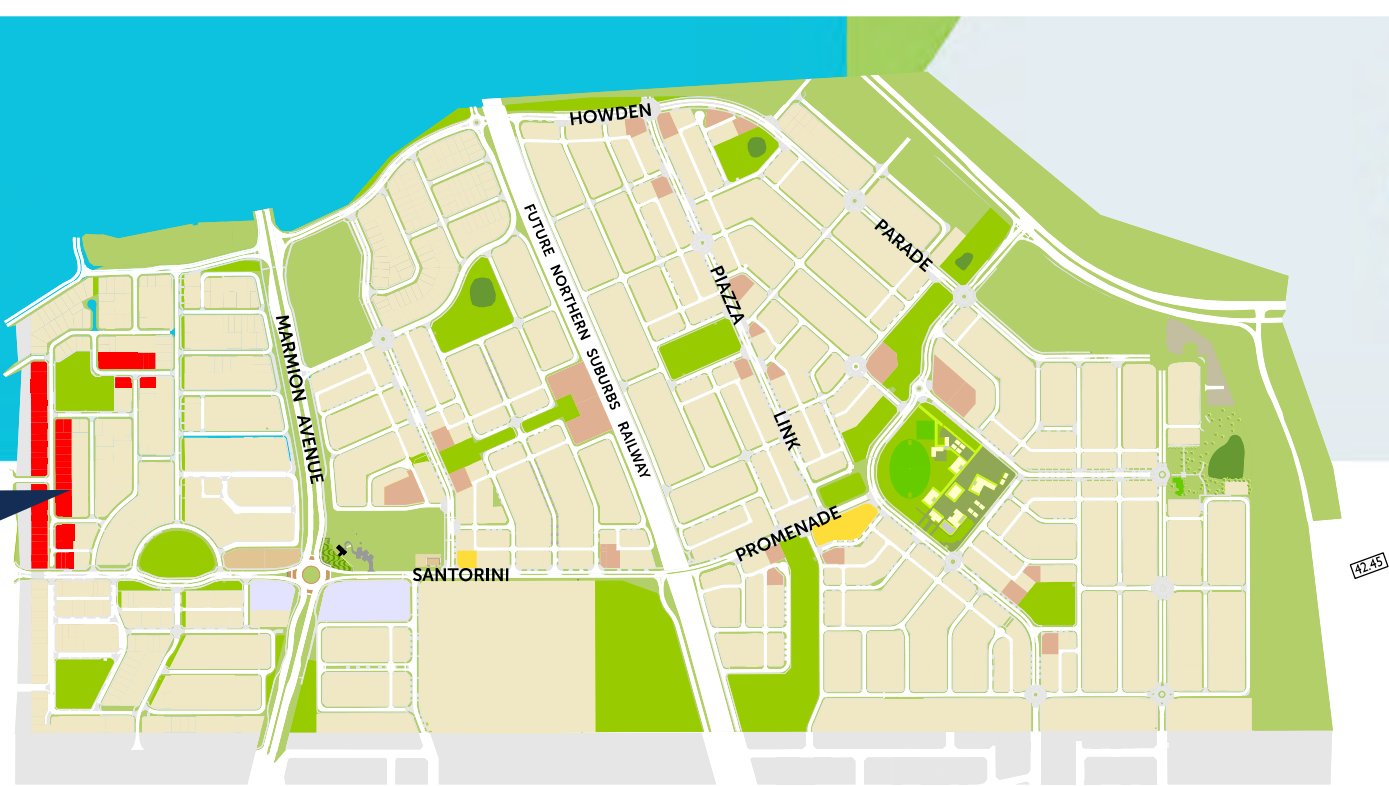 HOWDEN
PARADE
FUTURE NORTHERN SUBURBS RAILWAY
PIAZZA
LINK
MARMION AVENUE
PROMENADE
SANTORINI
42.45